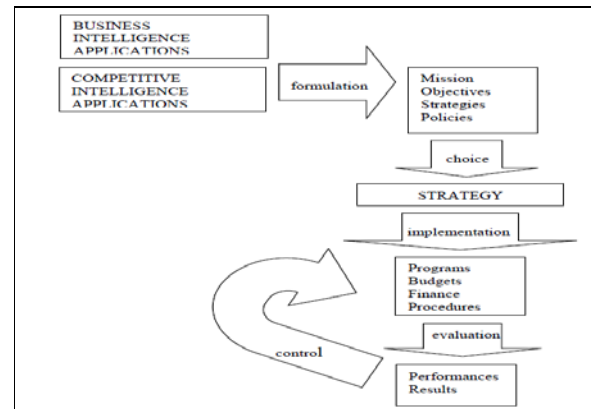 BUSINESS
INTELLIGENCE
APPLICATIONS
COMPETITIVE
INTELLIGENCE
APPLICATIONS
formulation
Mission
Objectives
Strategies
Policies
choice
STRATEGY
implementation
Programs
Budgets
Finance
Procedures
evaluation
control
Performances
Results